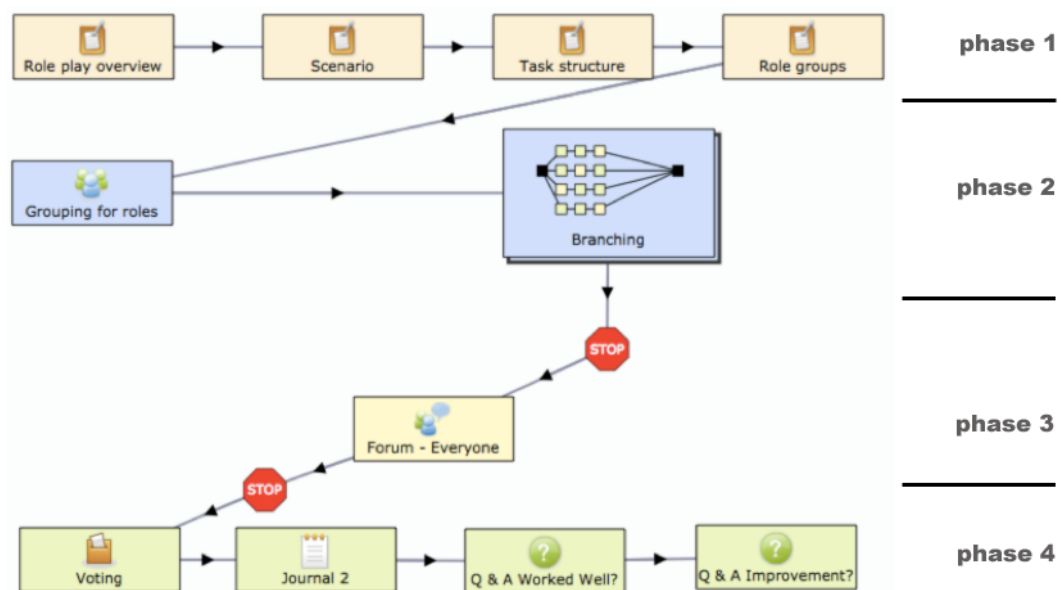 Role play overview
Scenario
Task structure
Role groups
phase 1
Grouping for roles
Branching
phase 2
STOP
Forum - Everyone
phase 3
STOP
Voting
Journal 2
Q & A Worked Well?
Q & A Improvement?
phase 4